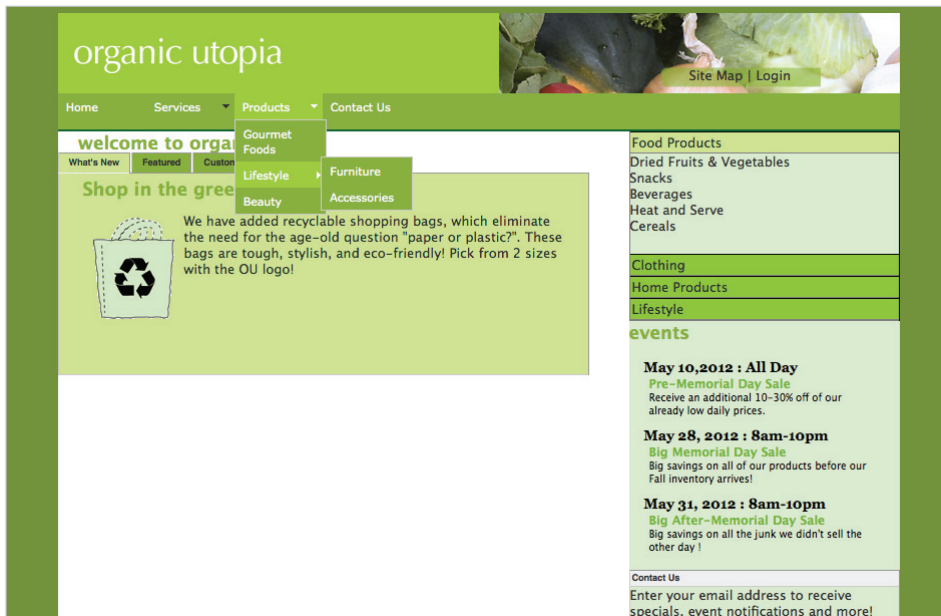 organic utopia
Site Map | Login
Home Services Products Contact Us
Gourmet
Foods
Lifestyle
Beauty
Furniture
Accessories
welcome to
What's New Featured
Shop in the
We have added recyclable shopping bags, which eliminate
the need for the age-old question "paper or plastic?". These
bags are tough, stylish, and eco-friendly! Pick from 2 sizes
with the OU logo!
Food Products
Dried Fruits & Vegetables
Snacks
Beverages
Heat and Serve
Cereals
Clothing
Home Products
Lifestyle
events
May 10,2012 : All Day
Pre-Memorial Day Sale
Receive an additional 10-30% off of our
already low daily prices.
May 28, 2012 : 8am-10pm
Big Memorial Day Sale
Big savings on all of our products before our
Fall inventory arrives!
May 31, 2012 : 8am-10pm
Big After-Memorial Day Sale
Big savings on all the junk we didn't sell the
other day !
Contact Us
Enter your email address to receive
specials, event notifications and more!